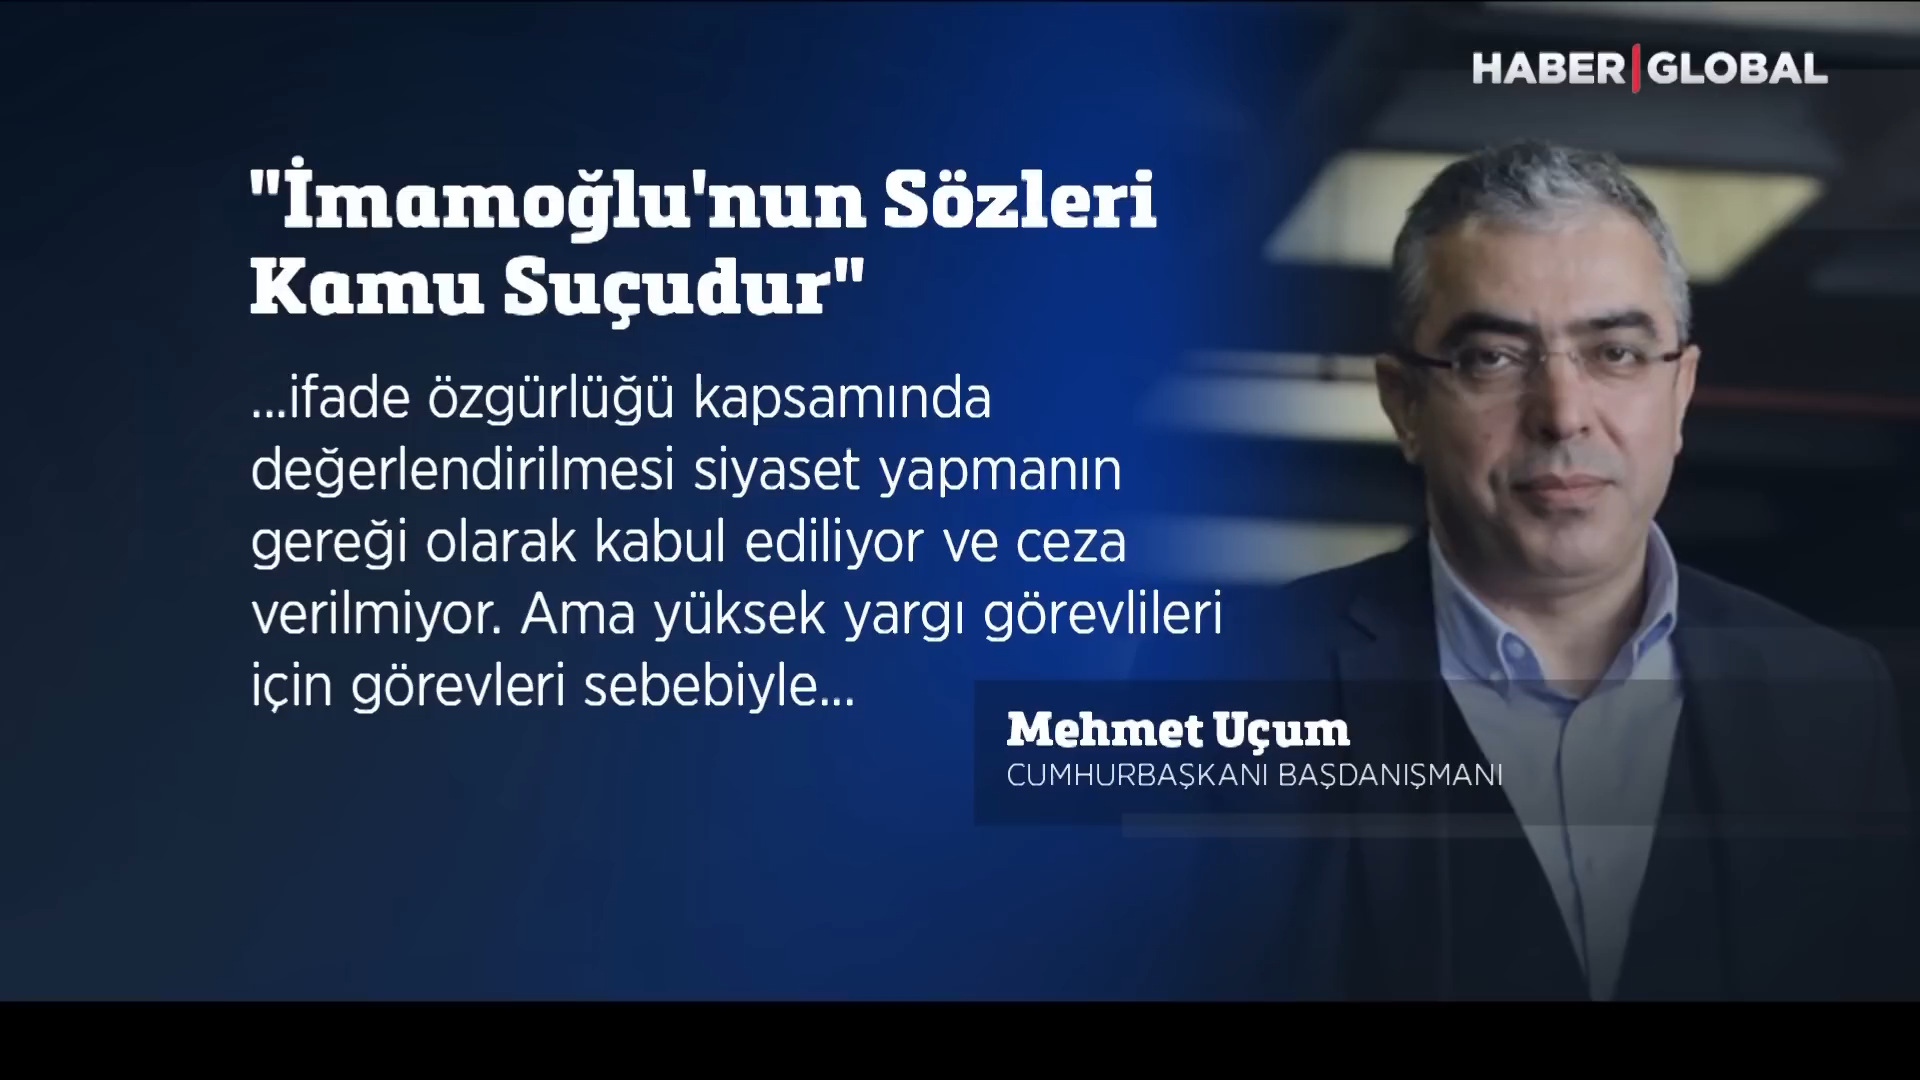 HABER|GLOBAL
"İmamoğlu'nun Sözleri
Kamu Suçudur"
...ifade özgürlüğü kapsamında
değerlendirilmesi siyaset yapmanın
gereği olarak kabul ediliyor ve ceza
verilmiyor. Ama yüksek yargı görevlileri
için görevleri sebebiyle...
Mehmet Uçum
CUMHURBAŞKANI BAŞDANIŞMANI